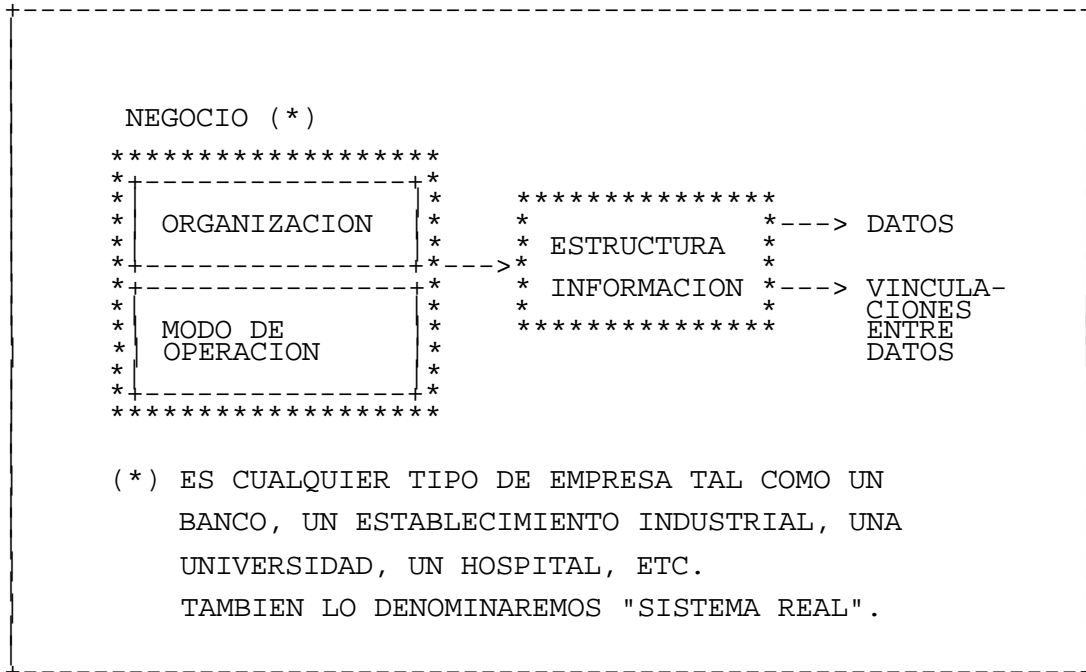 NEGOCIO (*)
ORGANIZACION
MODO DE
OPERACION
ESTRUCTURA
INFORMACION
---> DATOS
---> VINCULA-
CIONES
ENTRE
DATOS
(*) ES CUALQUIER TIPO DE EMPRESA TAL COMO UN
BANCO, UN ESTABLECIMIENTO INDUSTRIAL, UNA
UNIVERSIDAD, UN HOSPITAL, ETC.
TAMBIEN LO DENOMINAREMOS "SISTEMA REAL".